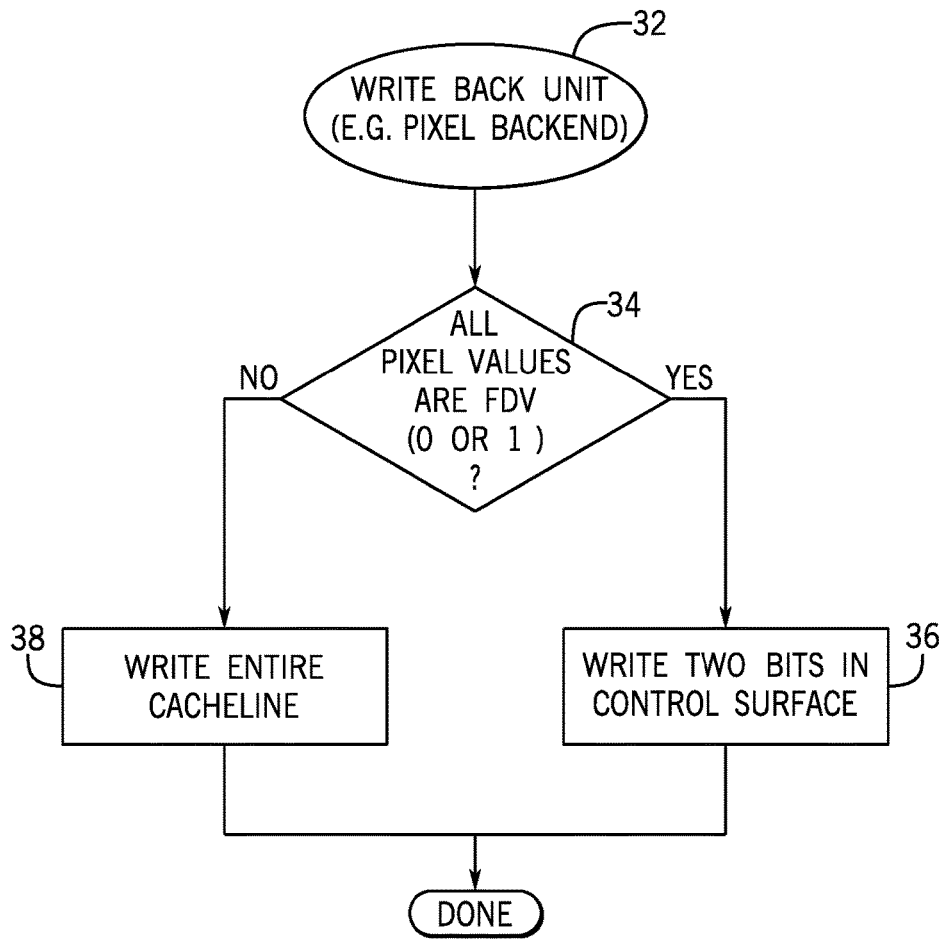 32
WRITE BACK UNIT
(E.G. PIXEL BACKEND)
34
ALL
PIXEL VALUES
ARE FDV
(0 OR 1 )
?
NO
YES
38
WRITE ENTIRE
CACHELINE
36
WRITE TWO BITS IN
CONTROL SURFACE
DONE